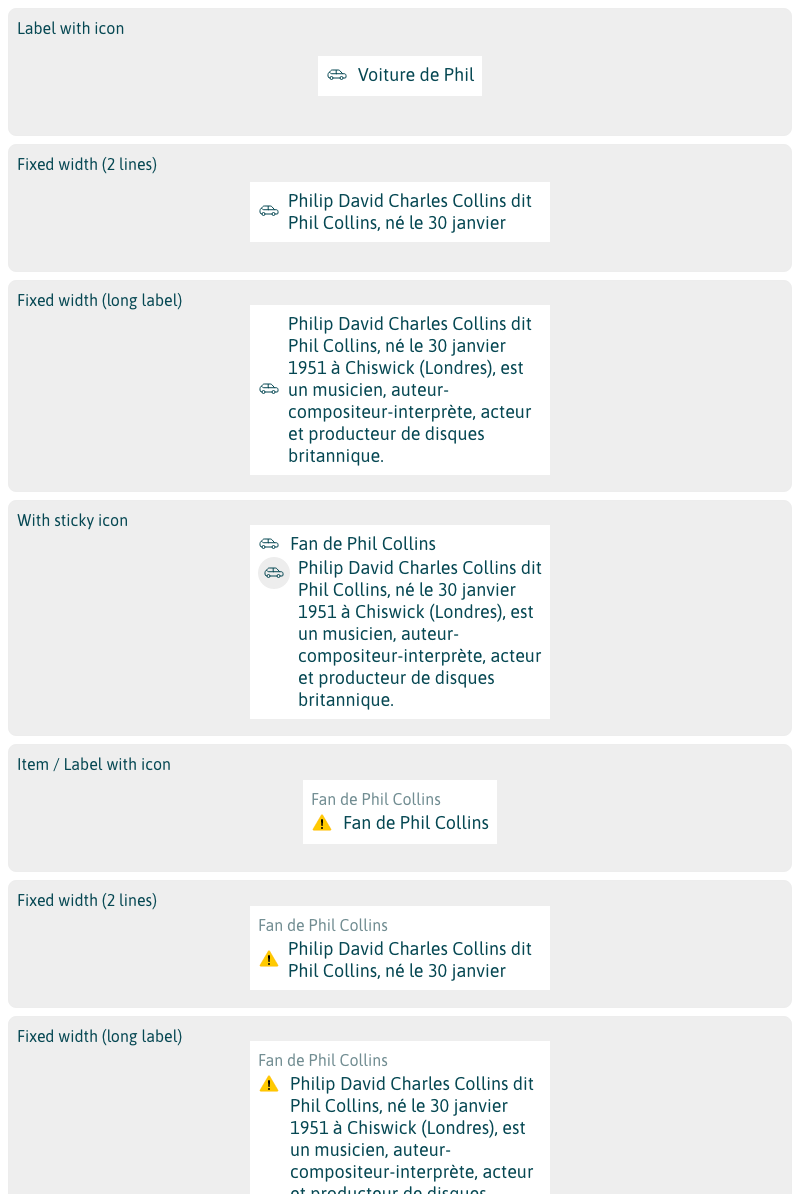 Label with icon
Voiture de Phil
Fixed width (2 lines)
Philip David Charles Collins dit
Phil Collins, né le 30 janvier
Fixed width (long label)
Philip David Charles Collins dit
Phil Collins, né le 30 janvier
1951 à Chiswick (Londres), est
un musicien, auteur-
compositeur-interprète, acteur
et producteur de disques
britannique.
With sticky icon
Fan de Phil Collins
Philip David Charles Collins dit
Phil Collins, né le 30 janvier
1951 à Chiswick (Londres), est
un musicien, auteur-
compositeur-interprète, acteur
et producteur de disques
britannique.
Item / Label with icon
Fan de Phil Collins
Fan de Phil Collins
Fixed width (2 lines)
Fan de Phil Collins
Philip David Charles Collins dit
Phil Collins, né le 30 janvier
Fixed width (long label)
Fan de Phil Collins
Philip David Charles Collins dit
Phil Collins, né le 30 janvier
1951 à Chiswick (Londres), est
un musicien, auteur-
compositeur-interprète, acteur
et producteur de disques